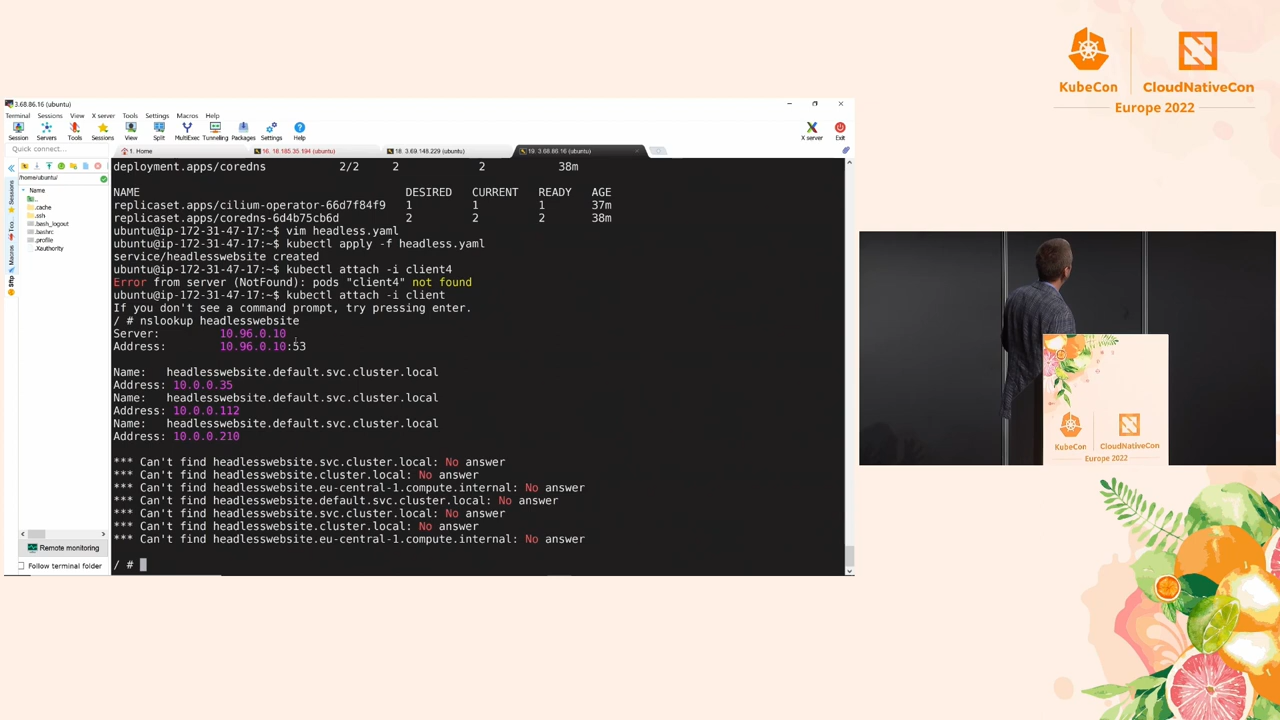 KubeCon
CloudNativeCon
Europe 2022
3.68.86.16 (ubuntu)
Terminal Sessions View X server Tools Settings Macros Help
Session Servers Tools Sessions View Split MultiExec Tunneling Packages Settings Help X server Exit
Quick connect...
1. Home
16. 18.185.35.194 (ubuntu)
18. 3.69.148.229 (ubuntu)
19. 3.68.86.16 (ubuntu)
/home/ubuntu/
Name
..
.cache
.ssh
.bash_logout
.bashrc
.profile
.Xauthority
Sessions
Macros
Sftp
Remote monitoring
Follow terminal folder
deployment.apps/coredns 2/2 2 2 38m
NAME DESIRED CURRENT READY AGE
replicaset.apps/cilium-operator-66d7f84f9 1 1 1 37m
replicaset.apps/coredns-6d4b75cb6d 2 2 2 38m
ubuntu@ip-172-31-47-17:~$ vim headless.yaml
ubuntu@ip-172-31-47-17:~$ kubectl apply -f headless.yaml
service/headlesswebsite created
ubuntu@ip-172-31-47-17:~$ kubectl attach -i client4
Error from server (NotFound): pods "client4" not found
ubuntu@ip-172-31-47-17:~$ kubectl attach -i client
If you don't see a command prompt, try pressing enter.
/ # nslookup headlesswebsite
Server: 10.96.0.10
Address: 10.96.0.10:53
Name: headlesswebsite.default.svc.cluster.local
Address: 10.0.0.35
Name: headlesswebsite.default.svc.cluster.local
Address: 10.0.0.112
Name: headlesswebsite.default.svc.cluster.local
Address: 10.0.0.210
*** Can't find headlesswebsite.svc.cluster.local: No answer
*** Can't find headlesswebsite.cluster.local: No answer
*** Can't find headlesswebsite.eu-central-1.compute.internal: No answer
*** Can't find headlesswebsite.default.svc.cluster.local: No answer
*** Can't find headlesswebsite.svc.cluster.local: No answer
*** Can't find headlesswebsite.cluster.local: No answer
*** Can't find headlesswebsite.eu-central-1.compute.internal: No answer
/ #
KubeCon
CloudNativeCon
Europe 2022